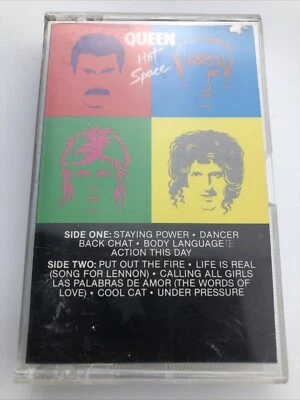 QUEEN
Hot
Space
SIDE ONE: STAYING POWER • DANCER
BACK CHAT • BODY LANGUAGE
ACTION THIS DAY
SIDE TWO: PUT OUT THE FIRE • LIFE IS REAL
(SONG FOR LENNON) • CALLING ALL GIRLS
LAS PALABRAS DE AMOR (THE WORDS OF
LOVE) • COOL CAT • UNDER PRESSURE